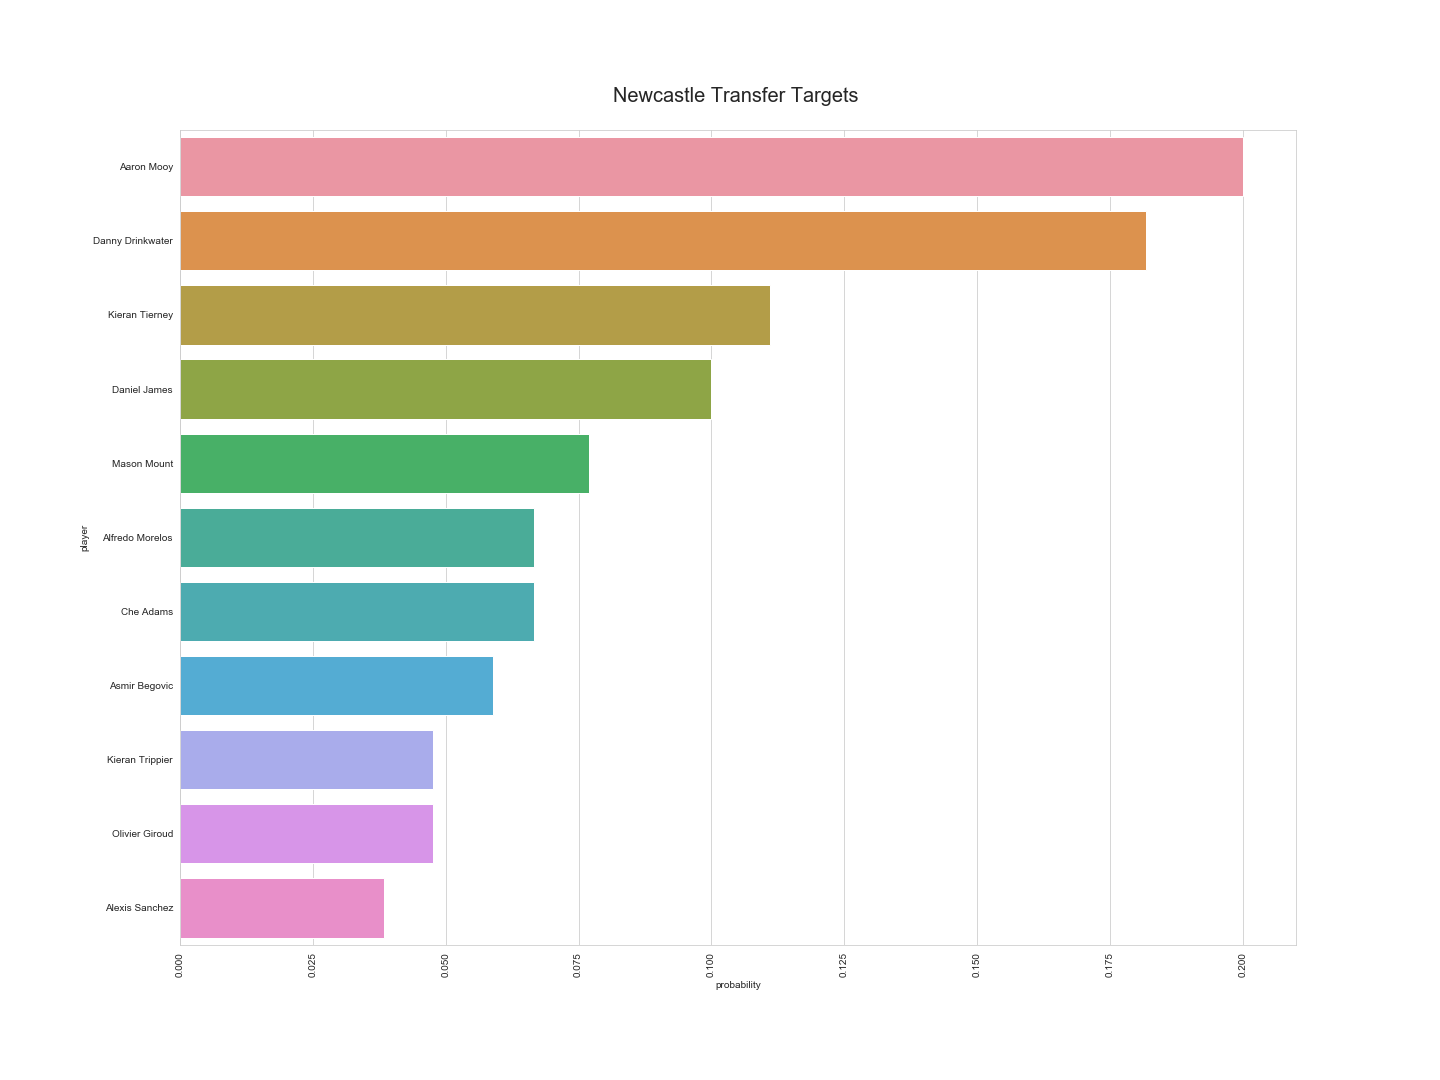 Newcastle Transfer Targets
player
Aaron Mooy
Danny Drinkwater
Kieran Tierney
Daniel James
Mason Mount
Alfredo Morelos
Che Adams
Asmir Begovic
Kieran Trippier
Olivier Giroud
Alexis Sanchez
0.000
0.025
0.050
0.075
0.100
0.125
0.150
0.175
0.200
probability